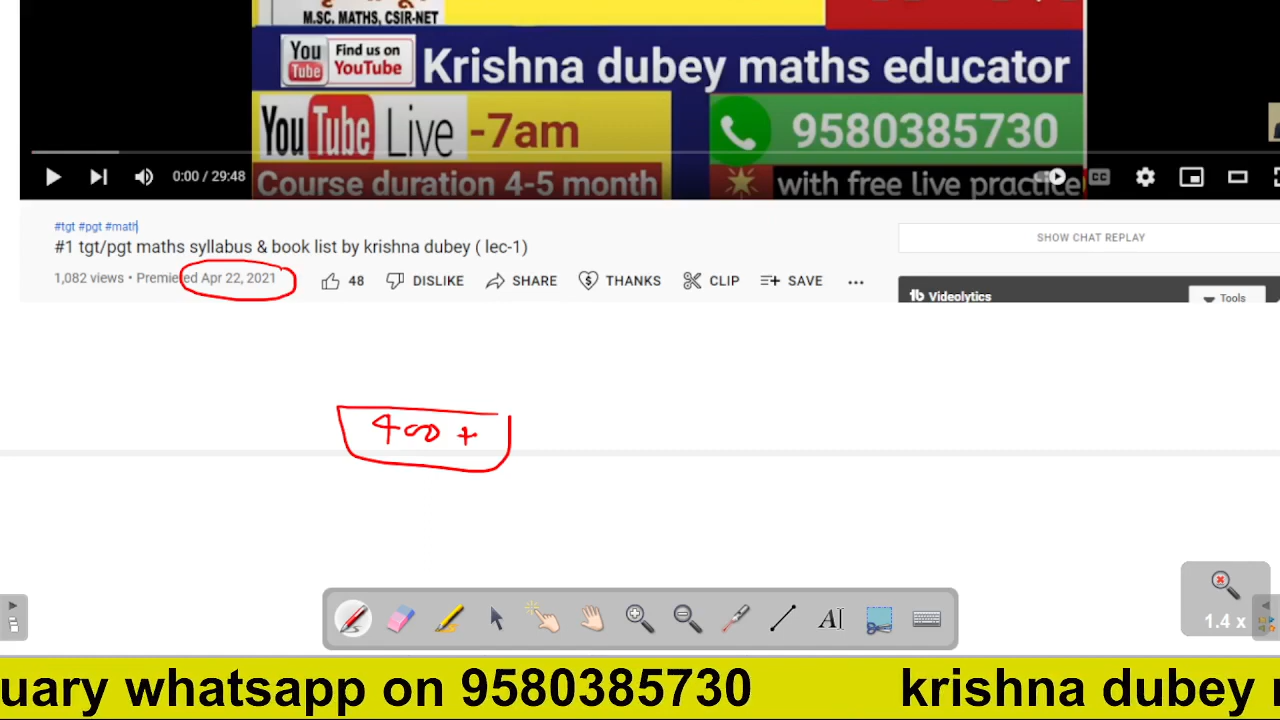 M.SC. MATHS, CSIR-NET
You Tube Find us on YouTube
Krishna dubey maths educator
YouTube Live -7am
9580385730
0:00 / 29:48
CC
Course duration 4-5 month
with free live practice
#tgt #pgt #math
#1 tgt/pgt maths syllabus & book list by krishna dubey ( lec-1)
SHOW CHAT REPLAY
1,082 views • Premiered Apr 22, 2021
48 DISLIKE SHARE THANKS CLIP SAVE ...
Videolytics
Tools
400 +
1.4 x
uary whatsapp on 9580385730 krishna dubey